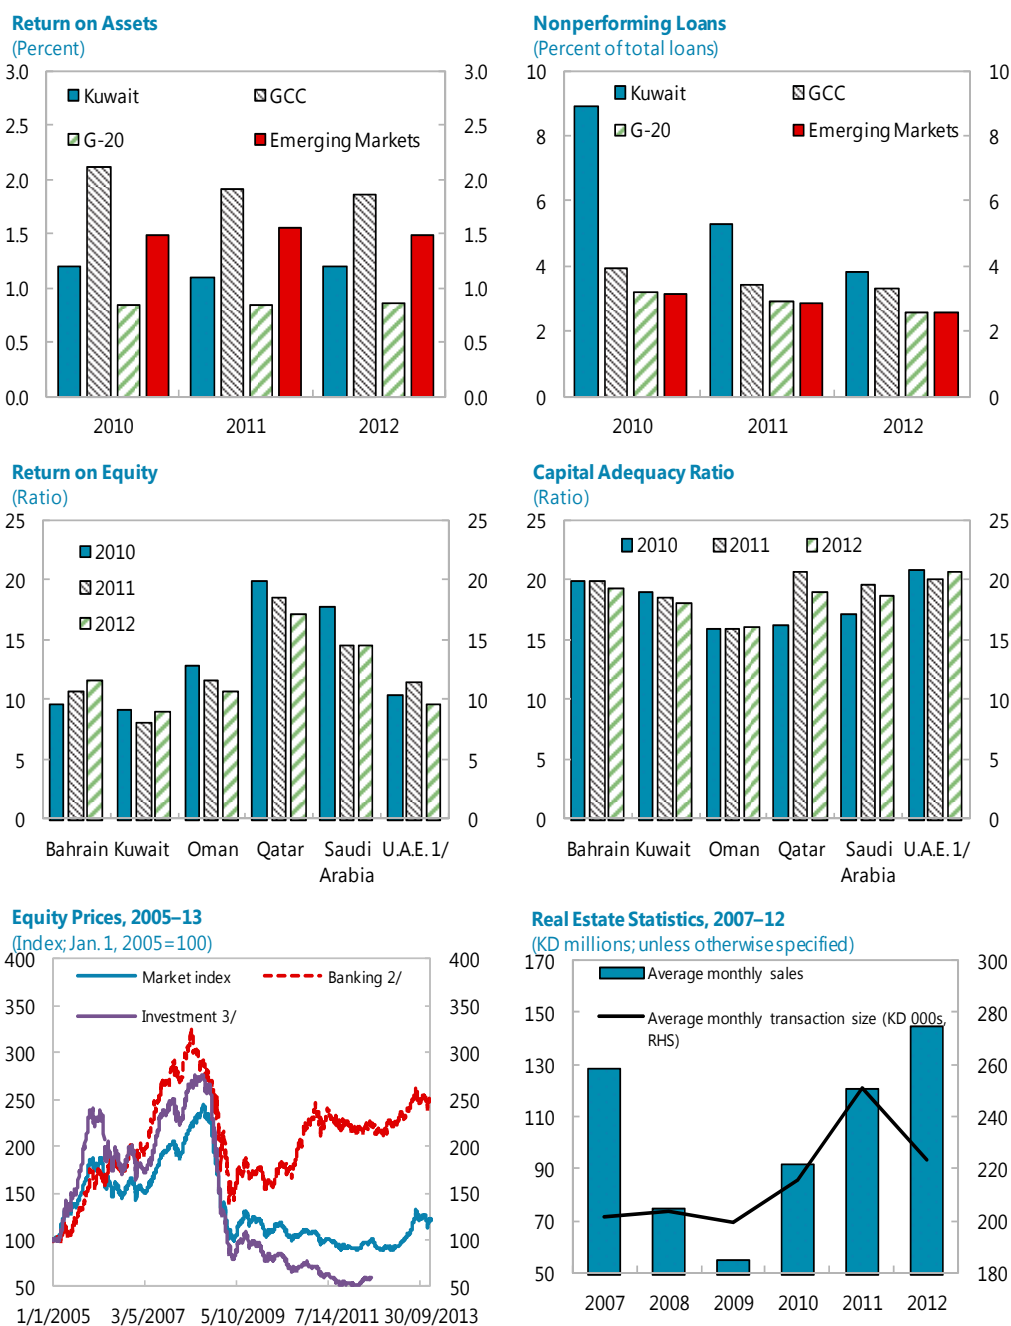 Return on Assets
(Percent)
3.0 3.0
Kuwait GCC
2.5 2.5
G-20 Emerging Markets
2.0 2.0
1.5 1.5
1.0 1.0
0.5 0.5
0.0 0.0
2010 2011 2012
Nonperforming Loans
(Percent of total loans)
10 10
Kuwait GCC
8 8
G-20 Emerging Markets
6 6
4 4
2 2
0 0
2010 2011 2012
Return on Equity
(Ratio)
25 25
2010
20 20
2011
2012
15 15
10 10
5 5
0 0
Bahrain Kuwait Oman Qatar Saudi U.A.E. 1/
Arabia
Capital Adequacy Ratio
(Ratio)
25 25
2010 2011 2012
20 20
15 15
10 10
5 5
0 0
Bahrain Kuwait Oman Qatar Saudi U.A.E. 1/
Arabia
Equity Prices, 2005–13
(Index; Jan. 1, 2005=100)
400 400
Market index Banking 2/
350 350
Investment 3/
300 300
250 250
200 200
150 150
100 100
50 50
1/1/2005 3/5/2007 5/10/2009 7/14/2011 30/09/2013
Real Estate Statistics, 2007–12
(KD millions; unless otherwise specified)
170 300
Average monthly sales
150 280
Average monthly transaction size (KD 000s,
RHS)
130 260
110 240
90 220
70 200
50 180
2007 2008 2009 2010 2011 2012